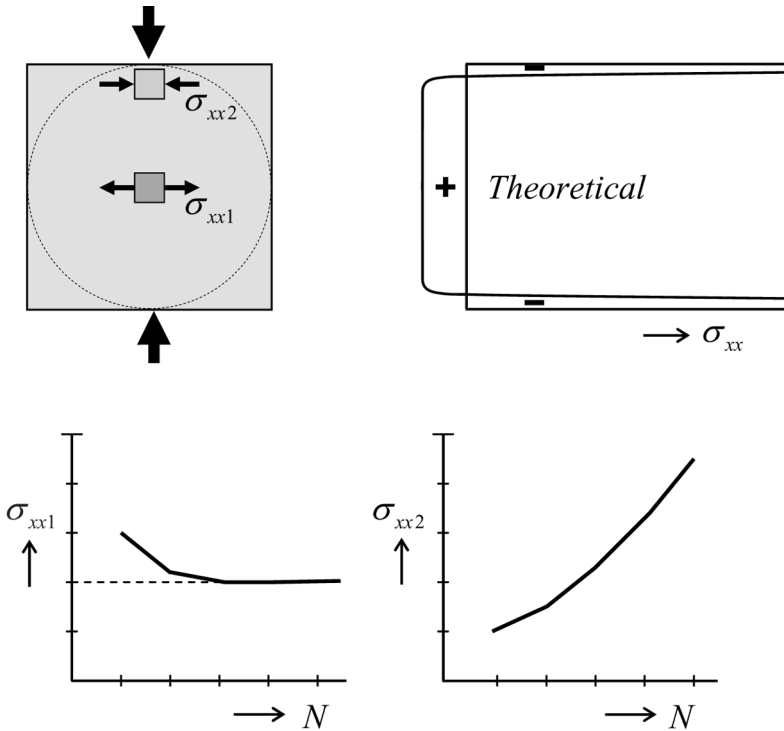 σxx2
σxx1
+ Theoretical
→ σxx
σxx1
→ N
σxx2
→ N